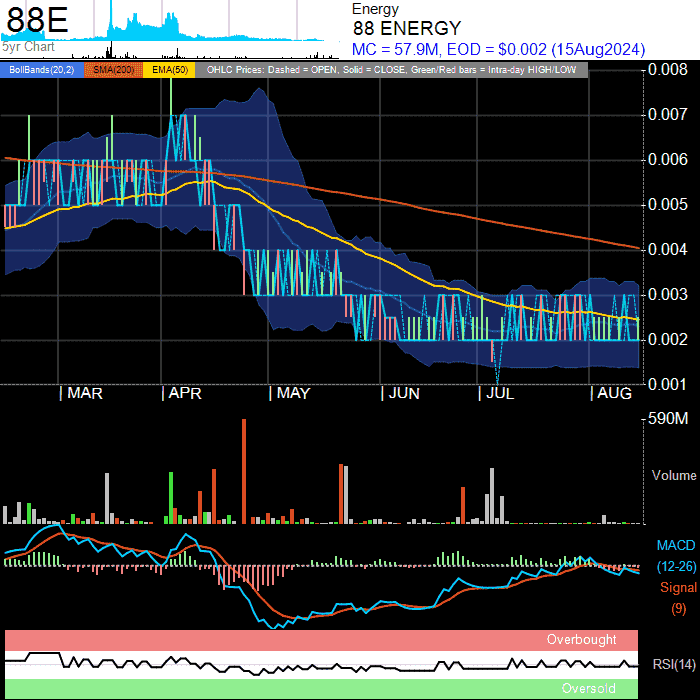 88E
5yr Chart
Energy
88 ENERGY
MC = 57.9M, EOD = $0.002 (15Aug2024)
BollBands(20,2) SMA(200) EMA(50) OHLC Prices: Dashed = OPEN, Solid = CLOSE, Green/Red bars = Intra-day HIGH/LOW
0.008
0.007
0.006
0.005
0.004
0.003
0.002
0.001
MAR APR MAY JUN JUL AUG
590M
Volume
MACD
(12-26)
Signal
(9)
Overbought
RSI(14)
Oversold